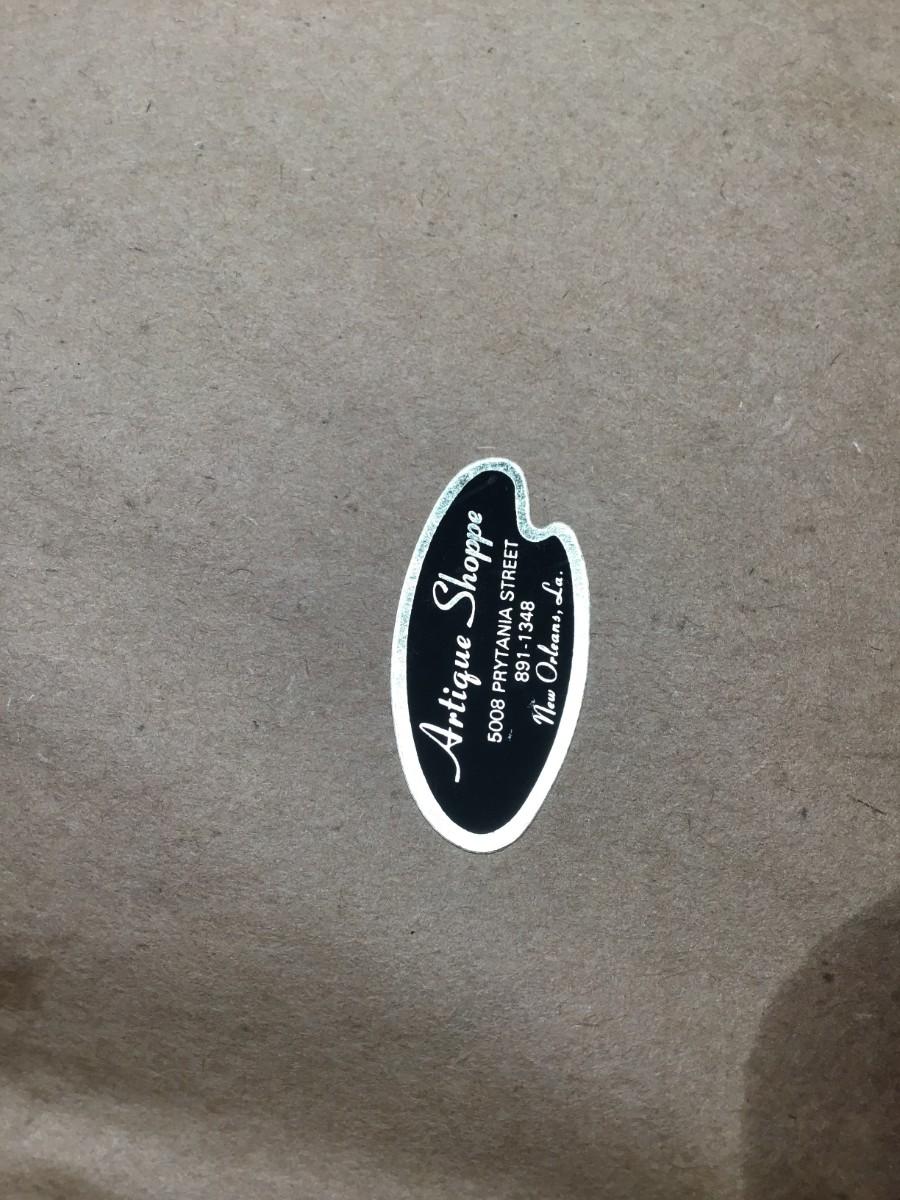 Artique Shoppe
5008 PRYTANIA STREET
891-1348
New Orleans, La.